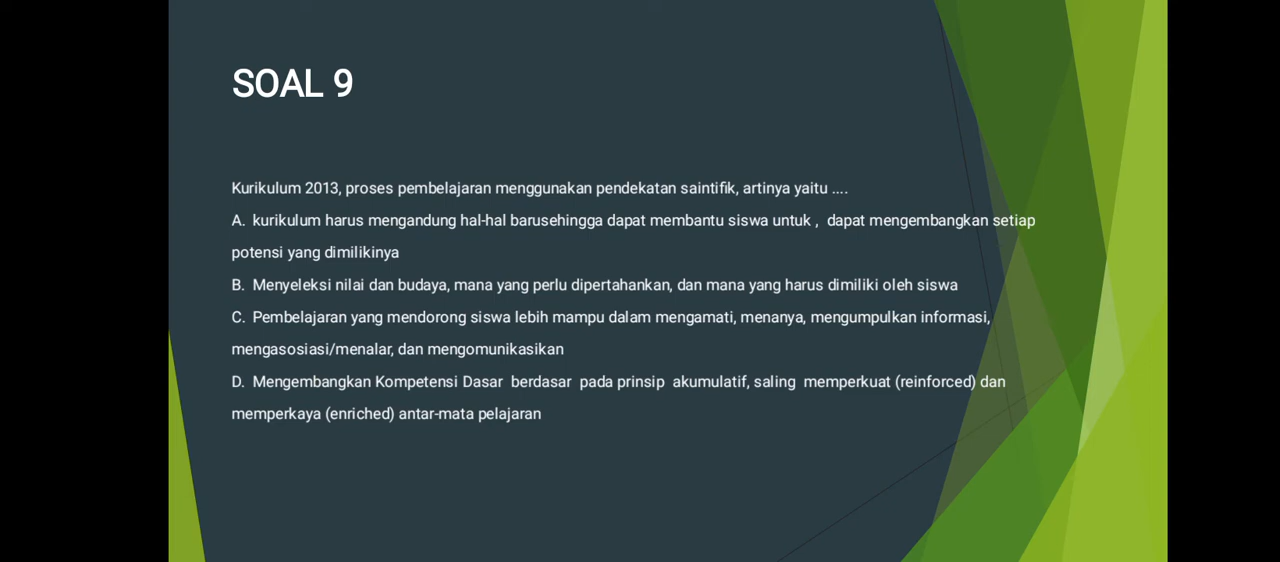 SOAL 9
Kurikulum 2013, proses pembelajaran menggunakan pendekatan saintifik, artinya yaitu ....
A. kurikulum harus mengandung hal-hal barusehingga dapat membantu siswa untuk , dapat mengembangkan setiap
potensi yang dimilikinya
B. Menyeleksi nilai dan budaya, mana yang perlu dipertahankan, dan mana yang harus dimiliki oleh siswa
C. Pembelajaran yang mendorong siswa lebih mampu dalam mengamati, menanya, mengumpulkan informasi,
mengasosiasi/menalar, dan mengomunikasikan
D. Mengembangkan Kompetensi Dasar berdasar pada prinsip akumulatif, saling memperkuat (reinforced) dan
memperkaya (enriched) antar-mata pelajaran